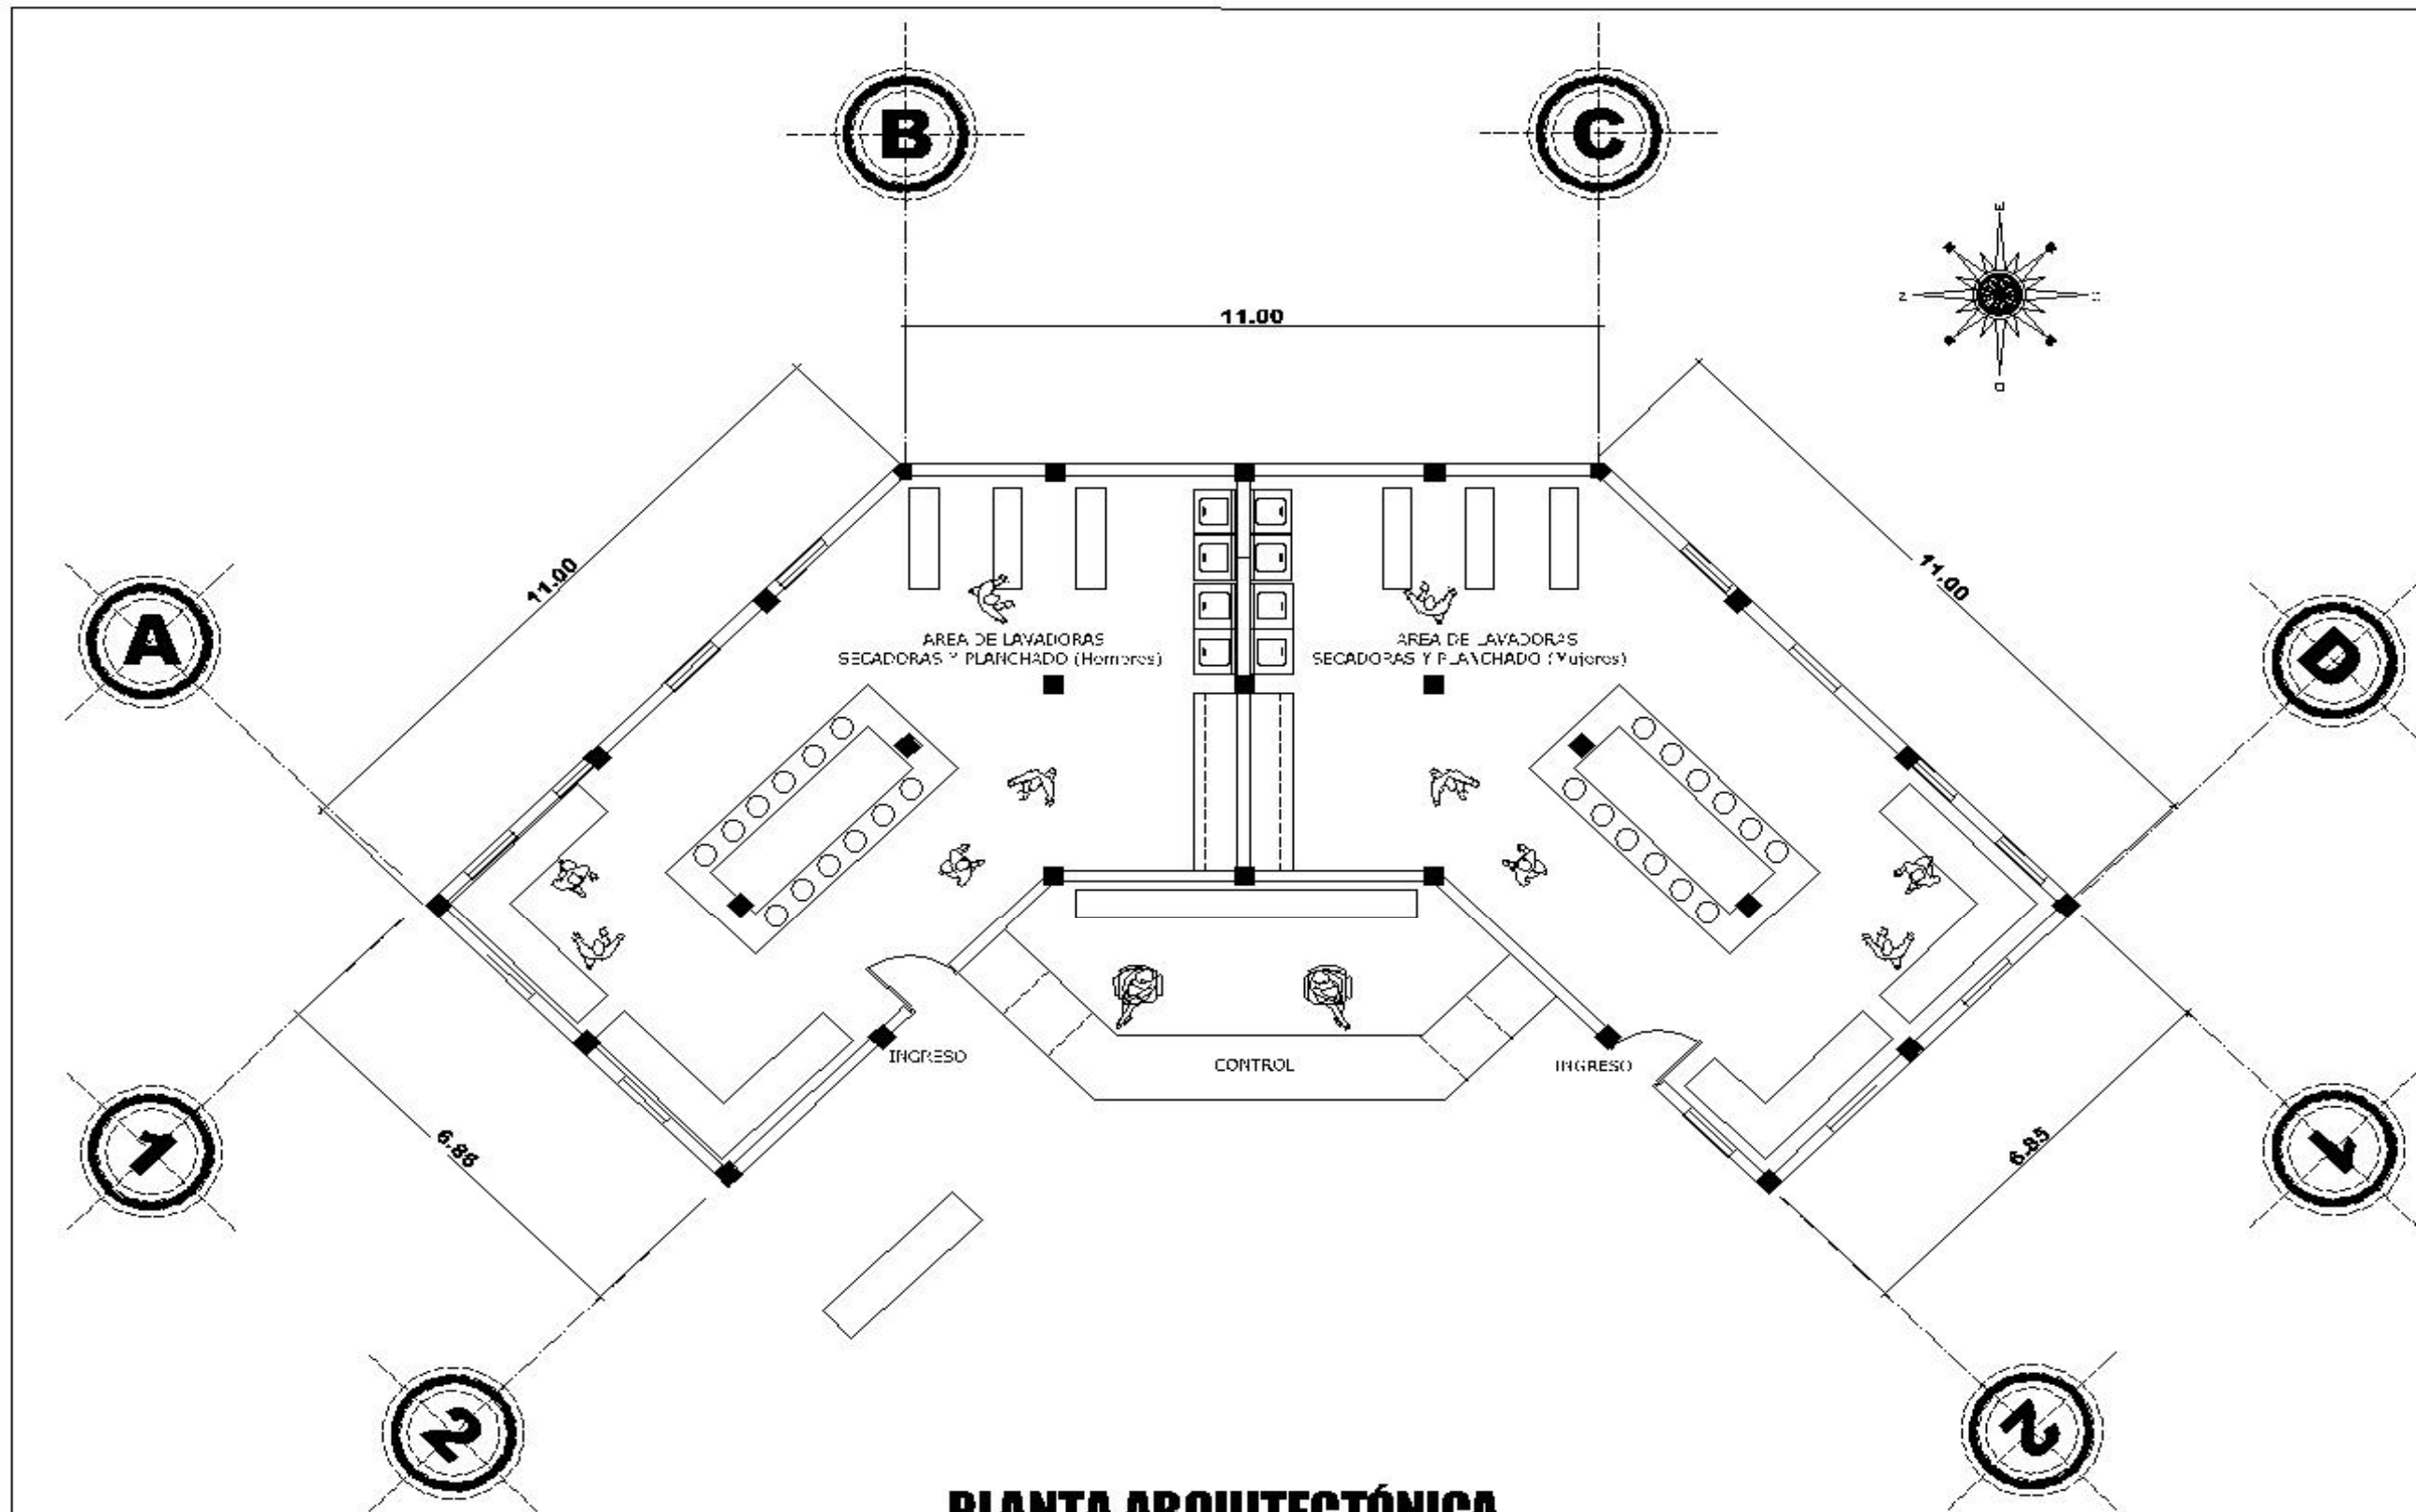 B
C
E
Z
O
11.00
11.00
11.00
A
D
AREA DE LAVADORAS
SECADORAS Y PLANCHADO (Hombres)
AREA DE LAVADORAS
SECADORAS Y PLANCHADO (Mujeres)
INGRESO
CONTROL
INGRESO
1
6.86
6.85
1
2
2
PLANTA ARQUITECTÓNICA